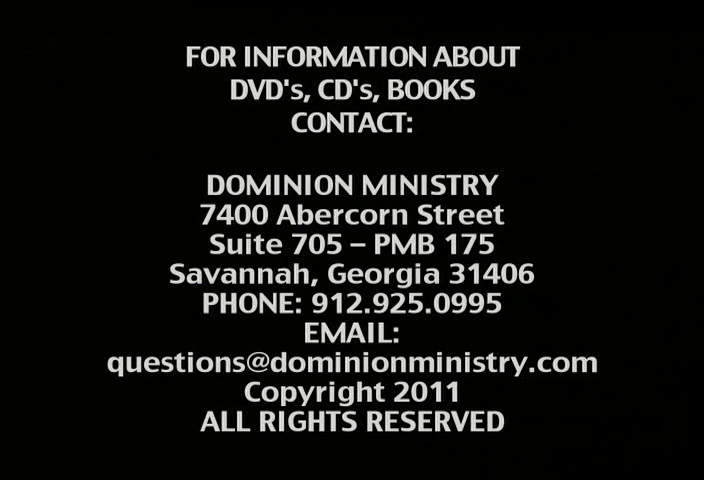 FOR INFORMATION ABOUT
DVD's, CD's, BOOKS
CONTACT:
DOMINION MINISTRY
7400 Abercorn Street
Suite 705 – PMB 175
Savannah, Georgia 31406
PHONE: 912.925.0995
EMAIL:
questions@dominionministry.com
Copyright 2011
ALL RIGHTS RESERVED